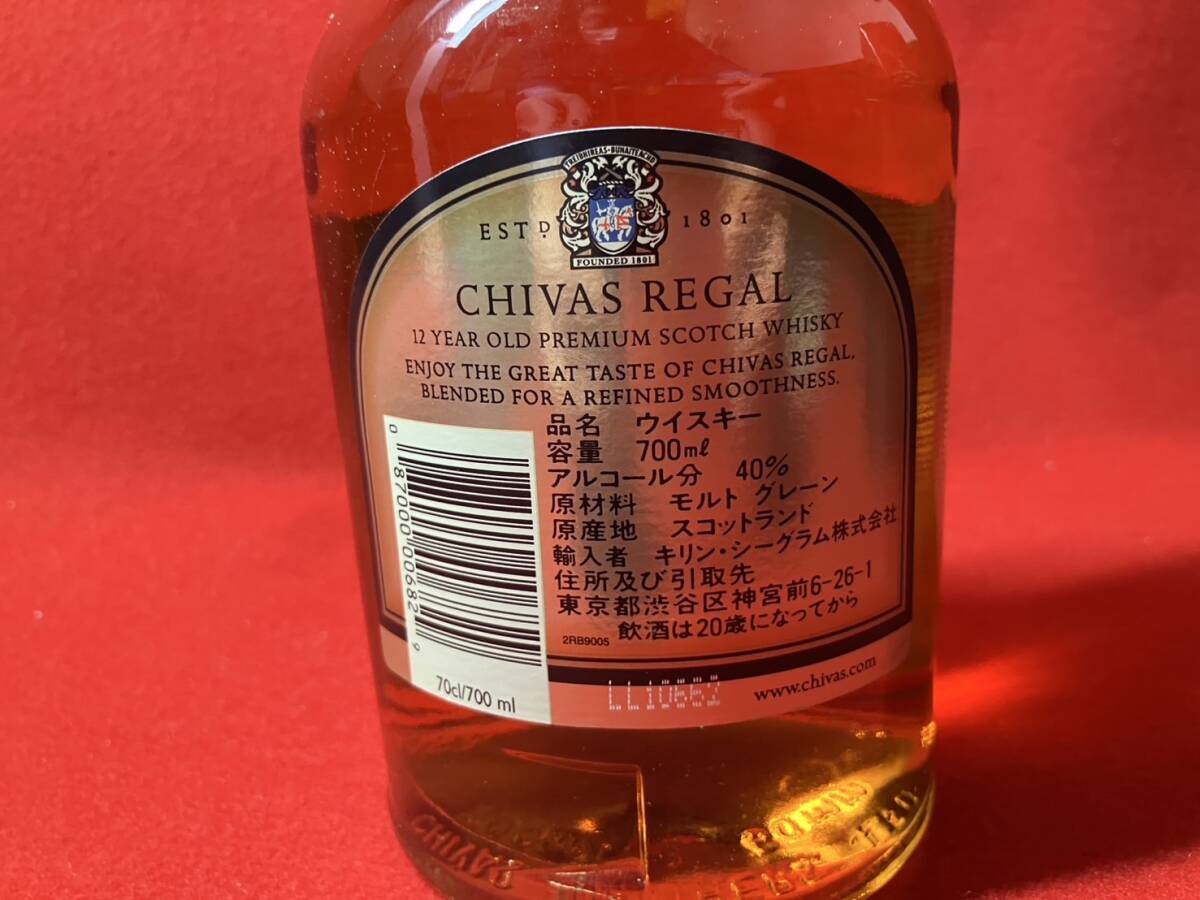 TREIBHIREAS-BUNAITEACHD
ESTD. 1801
FOUNDED 1801
CHIVAS REGAL
12 YEAR OLD PREMIUM SCOTCH WHISKY
ENJOY THE GREAT TASTE OF CHIVAS REGAL,
BLENDED FOR A REFINED SMOOTHNESS.
品名 ウイスキー
容量 700ml
アルコール分 40%
原材料 モルト グレーン
原産地 スコットランド
輸入者 キリン・シーグラム株式会社
住所及び引取先
東京都渋谷区神宮前6-26-1
2RB9005 飲酒は20歳になってから
0 87000 00682 9
70cl/700 ml
www.chivas.com
CHIVAS